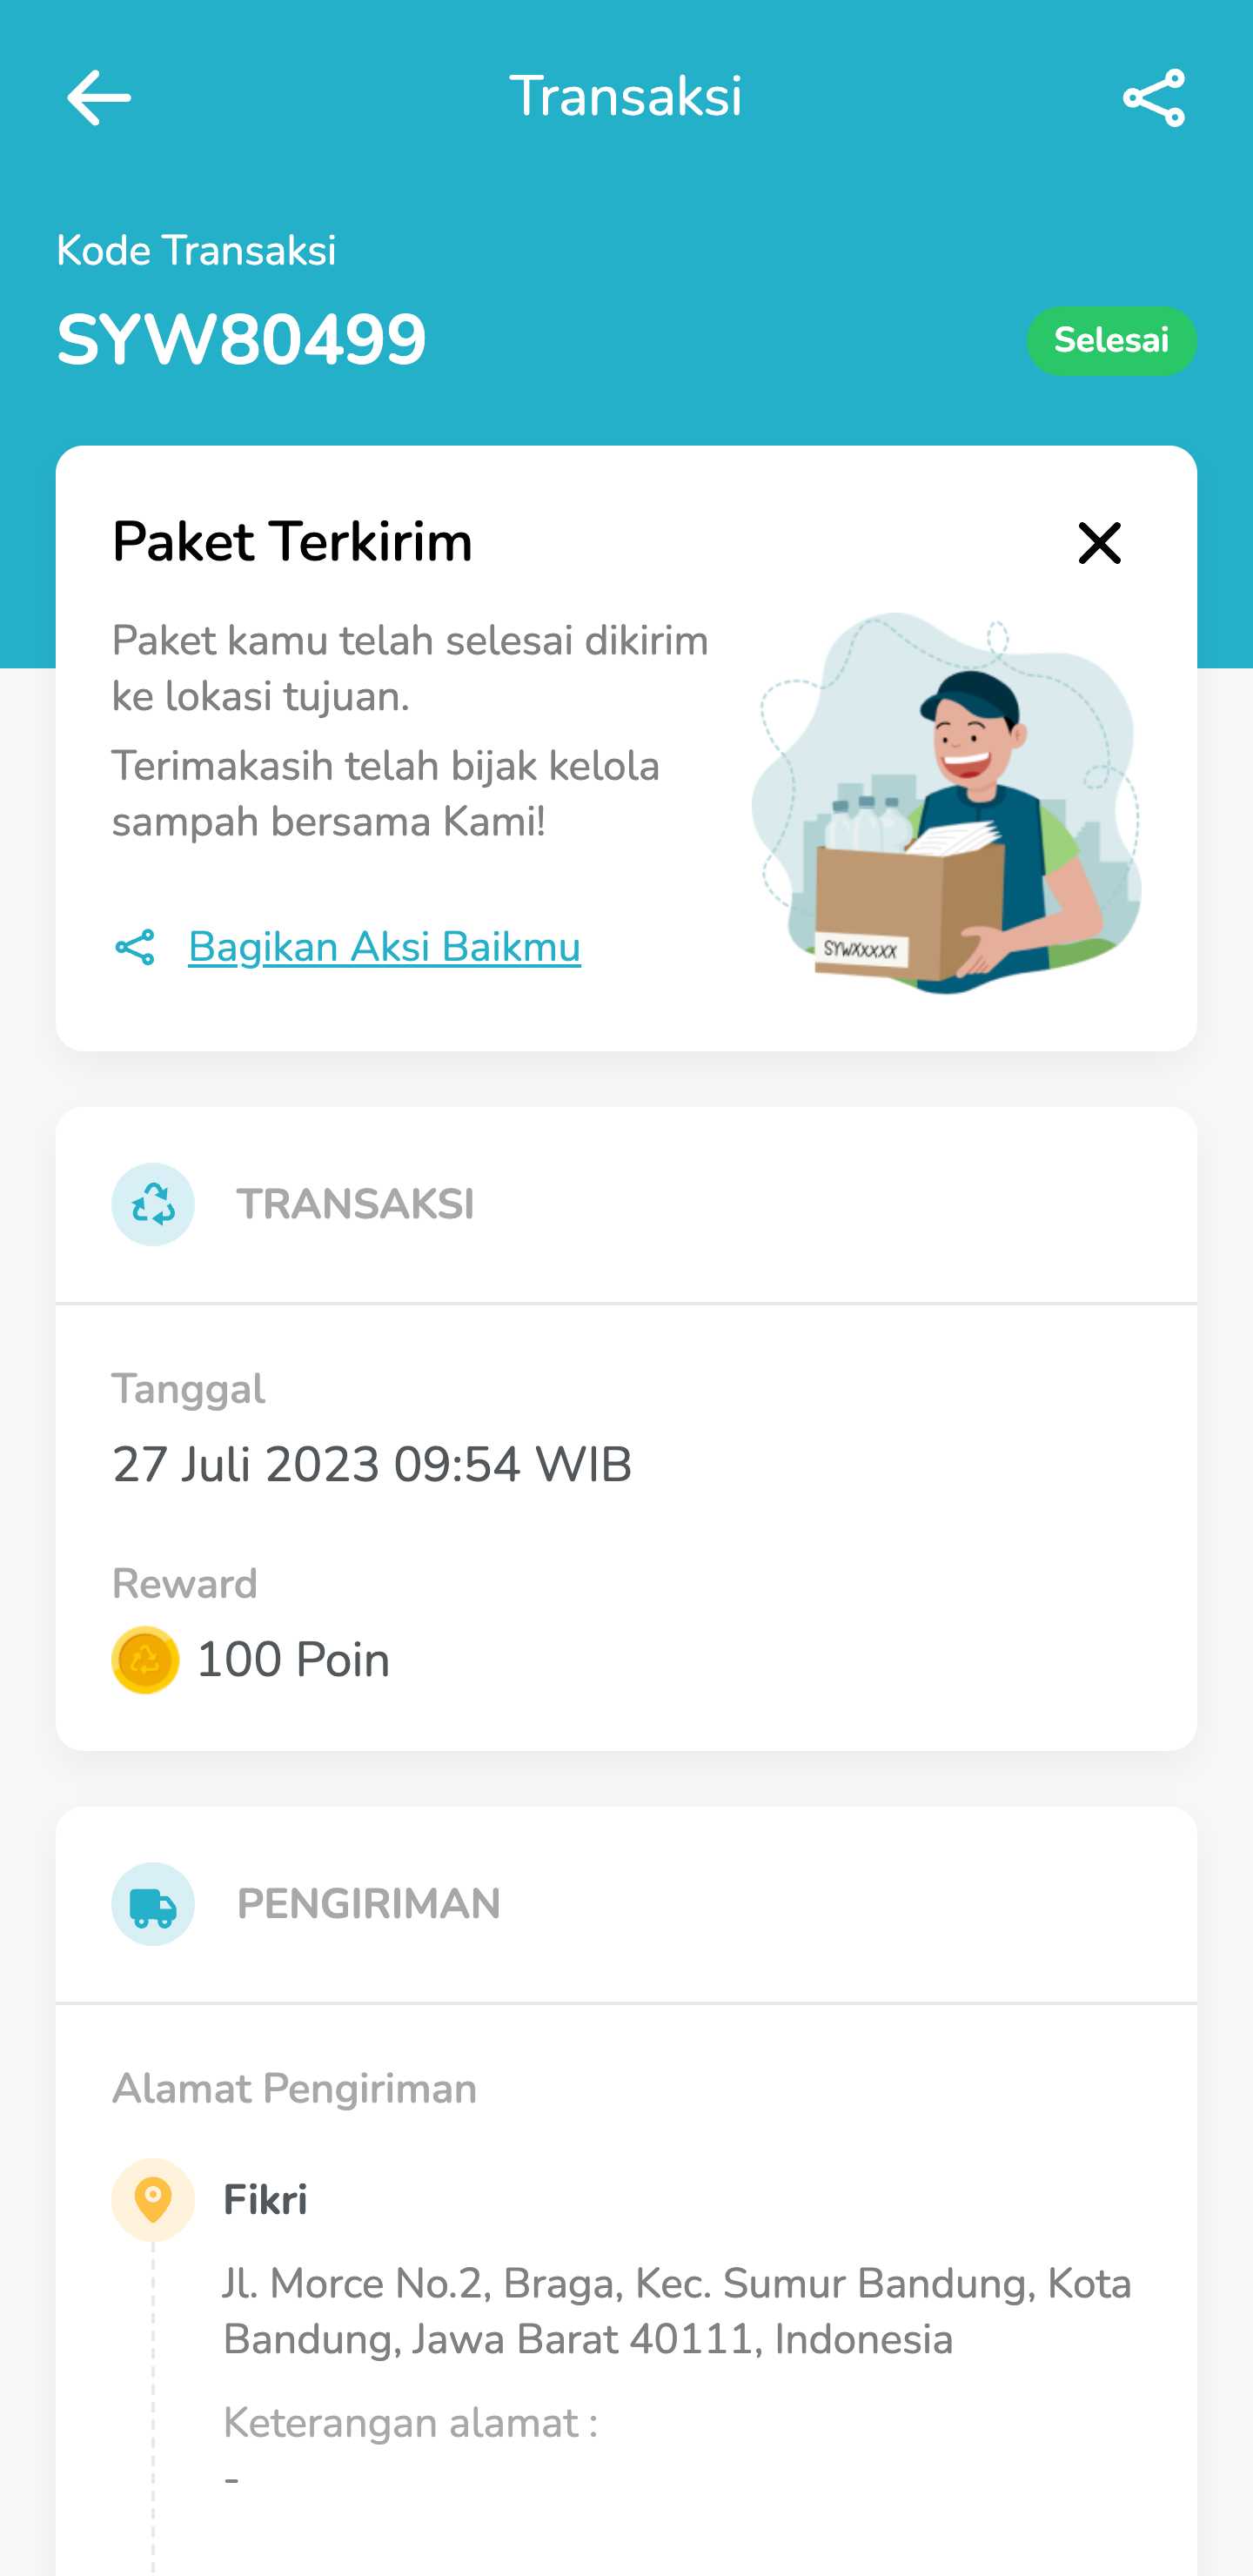 Transaksi
Kode Transaksi
SYW80499
Selesai
Paket Terkirim
Paket kamu telah selesai dikirim
ke lokasi tujuan.
Terimakasih telah bijak kelola
sampah bersama Kami!
Bagikan Aksi Baikmu
SYWXXXXX
TRANSAKSI
Tanggal
27 Juli 2023 09:54 WIB
Reward
100 Poin
PENGIRIMAN
Alamat Pengiriman
Fikri
Jl. Morce No.2, Braga, Kec. Sumur Bandung, Kota
Bandung, Jawa Barat 40111, Indonesia
Keterangan alamat :
-